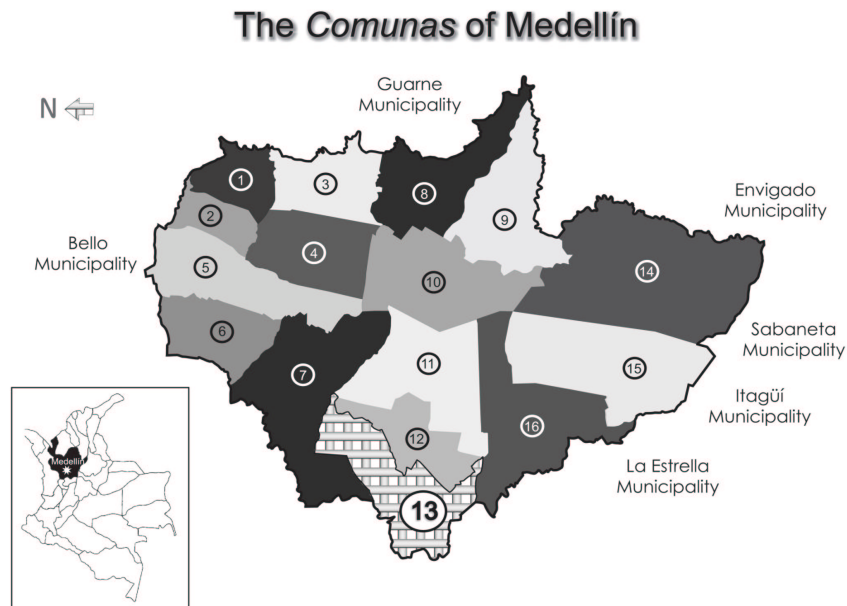 The Comunas of Medellín
Guarne
Municipality
N
1
3
8
2
9
Envigado
Municipality
Bello
Municipality
4
5
10
14
6
Sabaneta
Municipality
7
11
15
Itagüí
Municipality
12
16
Medellín
La Estrella
Municipality
13